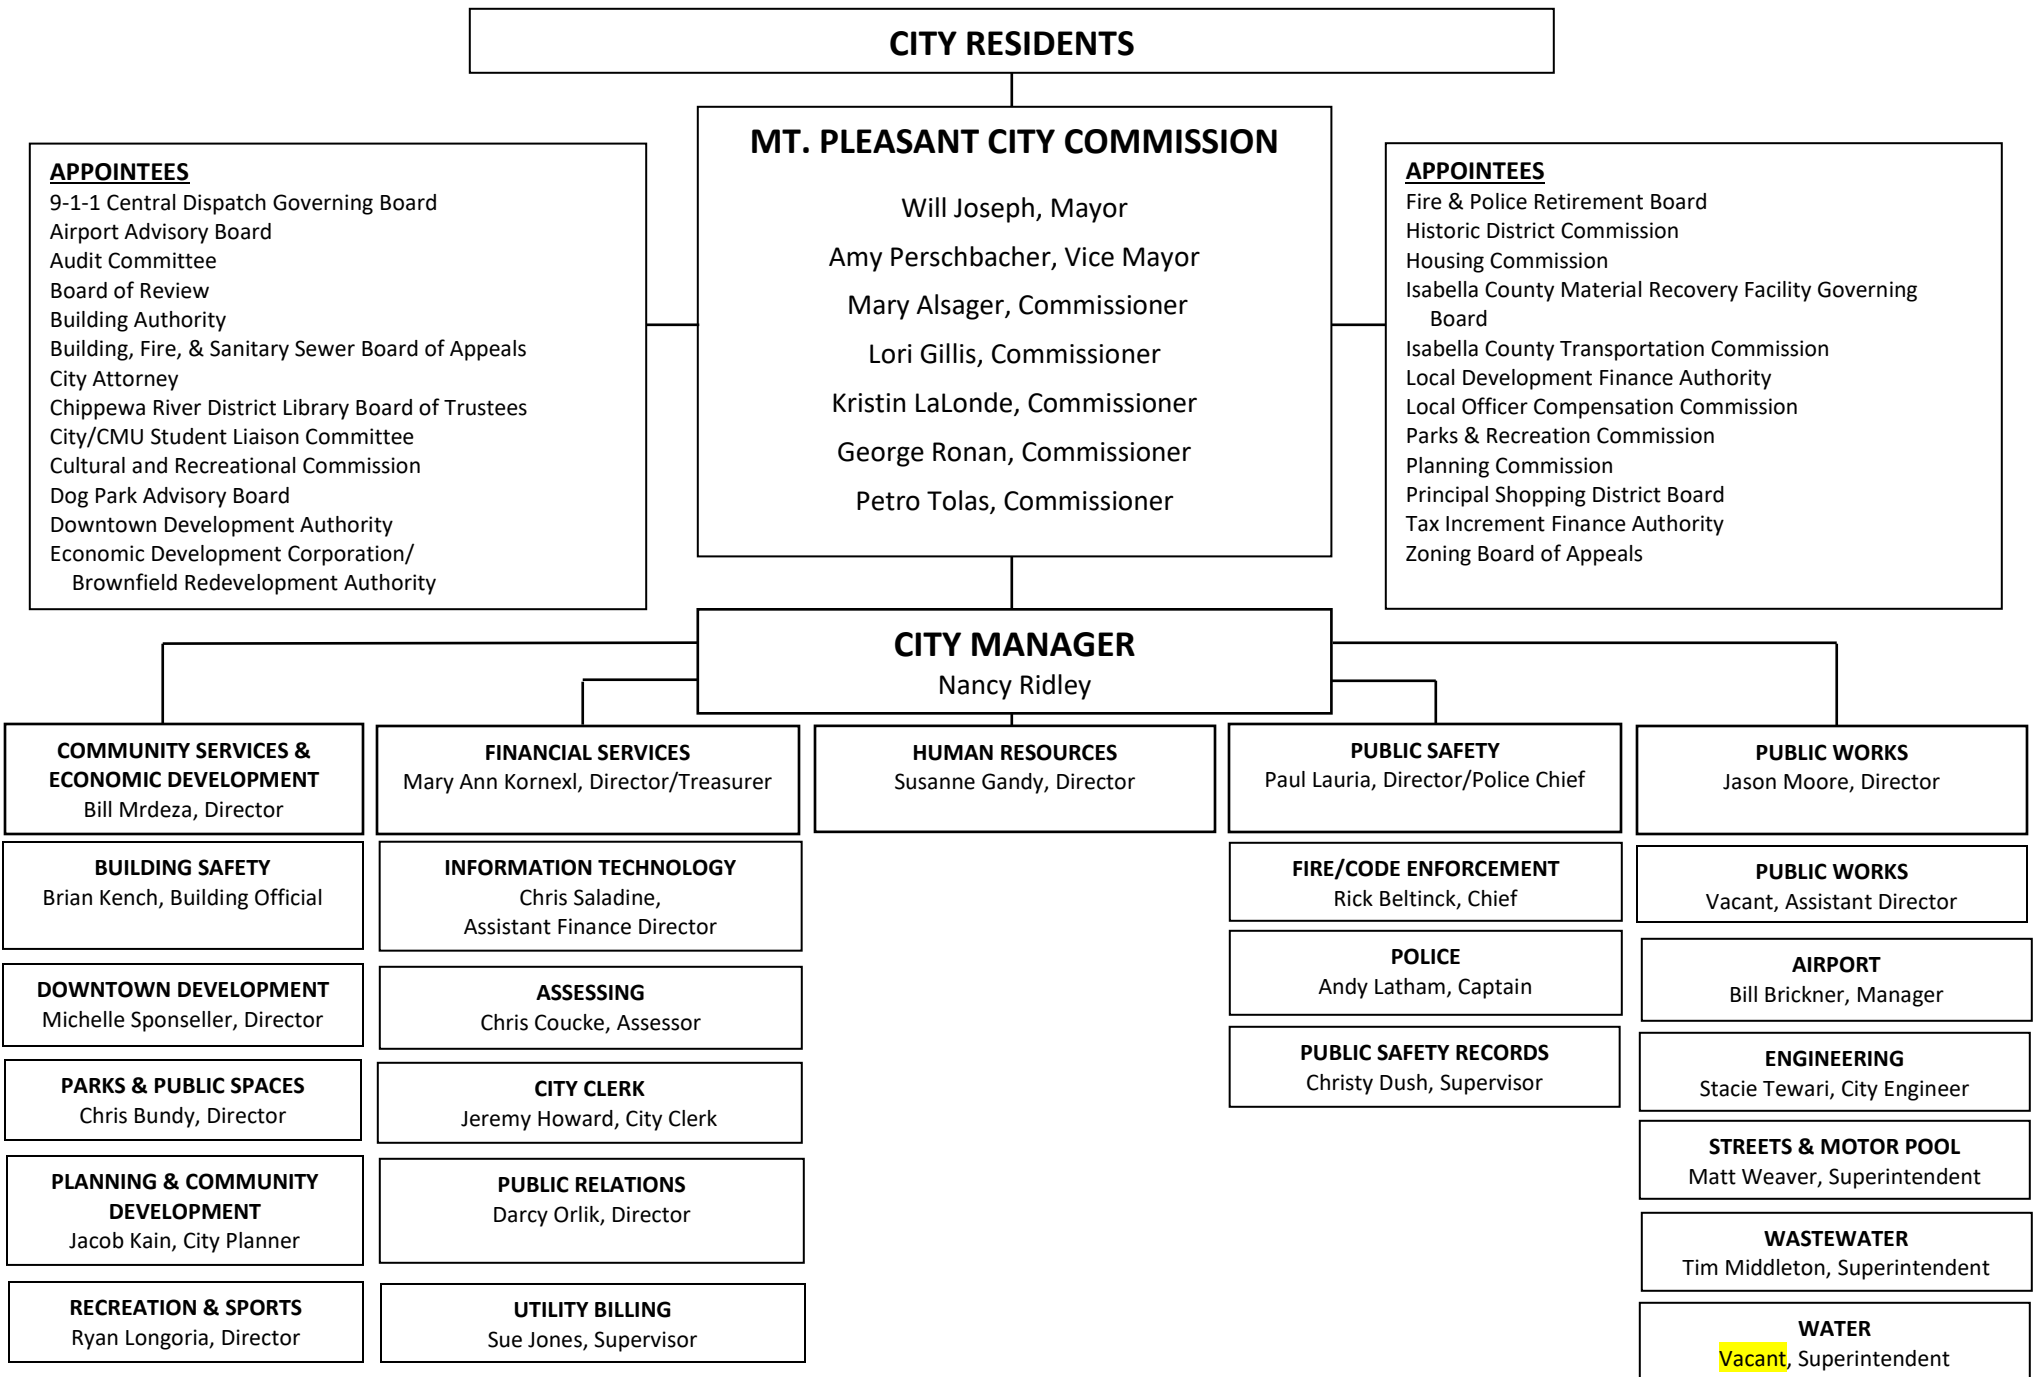 CITY RESIDENTS
MT. PLEASANT CITY COMMISSION
Will Joseph, Mayor
Amy Perschbacher, Vice Mayor
Mary Alsager, Commissioner
Lori Gillis, Commissioner
Kristin LaLonde, Commissioner
George Ronan, Commissioner
Petro Tolas, Commissioner
APPOINTEES
9-1-1 Central Dispatch Governing Board
Airport Advisory Board
Audit Committee
Board of Review
Building Authority
Building, Fire, & Sanitary Sewer Board of Appeals
City Attorney
Chippewa River District Library Board of Trustees
City/CMU Student Liaison Committee
Cultural and Recreational Commission
Dog Park Advisory Board
Downtown Development Authority
Economic Development Corporation/
Brownfield Redevelopment Authority
APPOINTEES
Fire & Police Retirement Board
Historic District Commission
Housing Commission
Isabella County Material Recovery Facility Governing
Board
Isabella County Transportation Commission
Local Development Finance Authority
Local Officer Compensation Commission
Parks & Recreation Commission
Planning Commission
Principal Shopping District Board
Tax Increment Finance Authority
Zoning Board of Appeals
CITY MANAGER
Nancy Ridley
COMMUNITY SERVICES &
ECONOMIC DEVELOPMENT
Bill Mrdeza, Director
BUILDING SAFETY
Brian Kench, Building Official
DOWNTOWN DEVELOPMENT
Michelle Sponseller, Director
PARKS & PUBLIC SPACES
Chris Bundy, Director
PLANNING & COMMUNITY
DEVELOPMENT
Jacob Kain, City Planner
RECREATION & SPORTS
Ryan Longoria, Director
FINANCIAL SERVICES
Mary Ann Kornexl, Director/Treasurer
INFORMATION TECHNOLOGY
Chris Saladine,
Assistant Finance Director
ASSESSING
Chris Coucke, Assessor
CITY CLERK
Jeremy Howard, City Clerk
PUBLIC RELATIONS
Darcy Orlik, Director
UTILITY BILLING
Sue Jones, Supervisor
HUMAN RESOURCES
Susanne Gandy, Director
PUBLIC SAFETY
Paul Lauria, Director/Police Chief
FIRE/CODE ENFORCEMENT
Rick Beltinck, Chief
POLICE
Andy Latham, Captain
PUBLIC SAFETY RECORDS
Christy Dush, Supervisor
PUBLIC WORKS
Jason Moore, Director
PUBLIC WORKS
Vacant, Assistant Director
AIRPORT
Bill Brickner, Manager
ENGINEERING
Stacie Tewari, City Engineer
STREETS & MOTOR POOL
Matt Weaver, Superintendent
WASTEWATER
Tim Middleton, Superintendent
WATER
Vacant, Superintendent